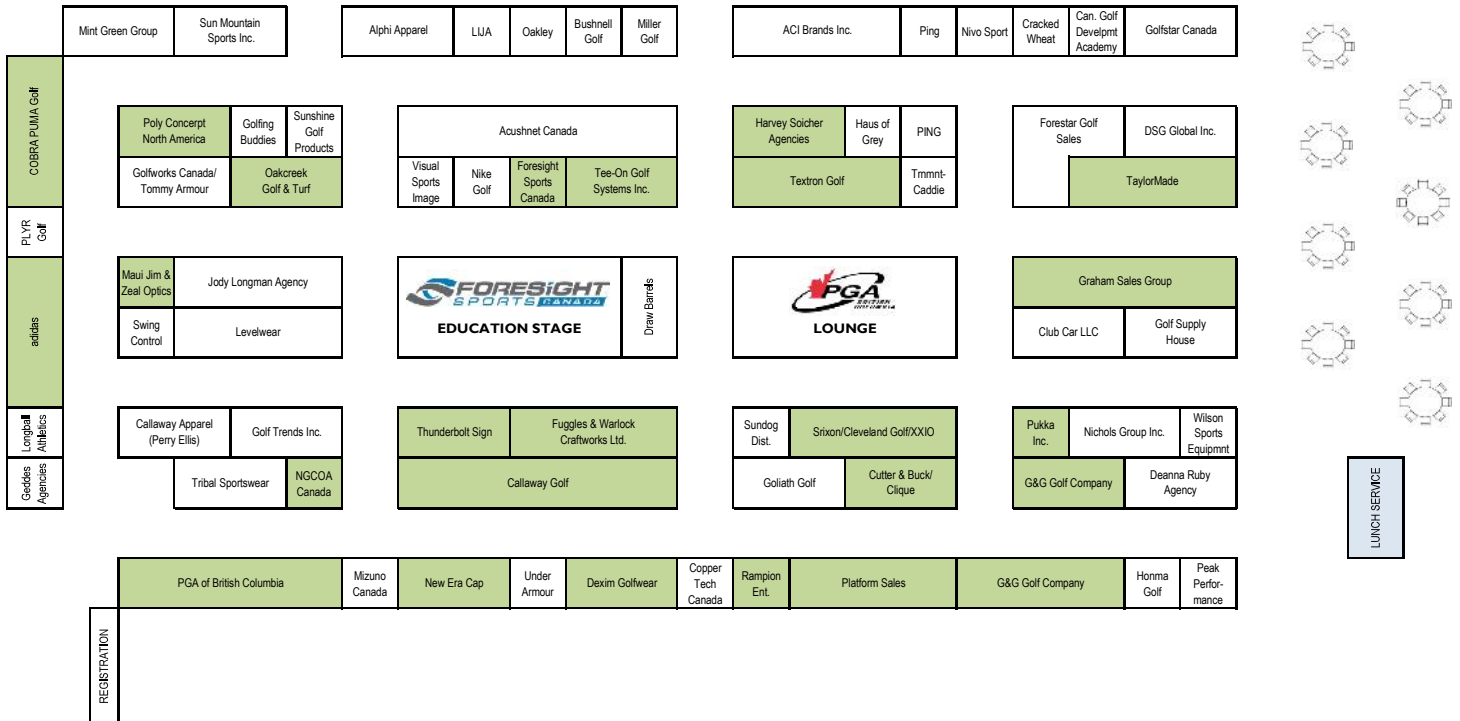 Mint Green Group
Sun Mountain
Sports Inc.
Alphi Apparel
LIJA
Oakley
Bushnell
Golf
Miller
Golf
ACI Brands Inc.
Ping
Nivo Sport
Cracked
Wheat
Can. Golf
Develpmt
Academy
Golfstar Canada
COBRA PUMA Golf
PLYR
Golf
adidas
Longball
Athletics
Geddes
Agencies
Poly Concerpt
North America
Golfing
Buddies
Sunshine
Golf
Products
Golfworks Canada/
Tommy Armour
Oakcreek
Golf & Turf
Acushnet Canada
Visual
Sports
Image
Nike
Golf
Foresight
Sports
Canada
Tee-On Golf
Systems Inc.
Harvey Soicher
Agencies
Haus of
Grey
PING
Textron Golf
Trnmnt-
Caddie
Forestar Golf
Sales
DSG Global Inc.
TaylorMade
Maui Jim &
Zeal Optics
Jody Longman Agency
Swing
Control
Levelwear
FORESIGHT
SPORTS CANADA
EDUCATION STAGE
Draw Barrels
PGA
BRITISH
COLUMBIA
LOUNGE
Graham Sales Group
Club Car LLC
Golf Supply
House
Callaway Apparel
(Perry Ellis)
Golf Trends Inc.
Tribal Sportswear
NGCOA
Canada
Thunderbolt Sign
Fuggles & Warlock
Craftworks Ltd.
Callaway Golf
Sundog
Dist.
Srixon/Cleveland Golf/XXIO
Goliath Golf
Cutter & Buck/
Clique
Pukka
Inc.
Nichols Group Inc.
Wilson
Sports
Equipmnt
G&G Golf Company
Deanna Ruby
Agency
LUNCH SERVICE
PGA of British Columbia
Mizuno
Canada
New Era Cap
Under
Armour
Dexim Golfwear
Copper
Tech
Canada
Rampion
Ent.
Platform Sales
G&G Golf Company
Honma
Golf
Peak
Perfor-
mance
REGISTRATION